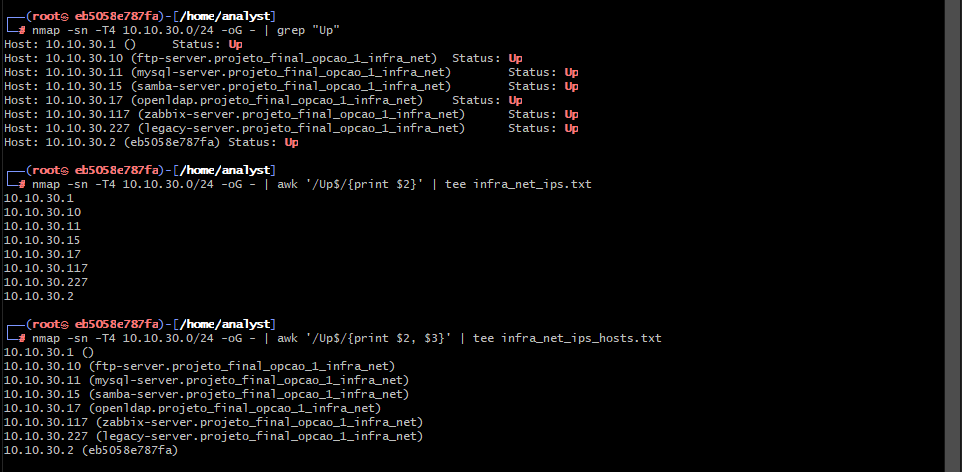 ┌──(root㉿ eb5058e787fa)-[/home/analyst]
└─# nmap -sn -T4 10.10.30.0/24 -oG - | grep "Up"
Host: 10.10.30.1 ()     Status: Up
Host: 10.10.30.10 (ftp-server.projeto_final_opcao_1_infra_net)  Status: Up
Host: 10.10.30.11 (mysql-server.projeto_final_opcao_1_infra_net)        Status: Up
Host: 10.10.30.15 (samba-server.projeto_final_opcao_1_infra_net)        Status: Up
Host: 10.10.30.17 (openldap.projeto_final_opcao_1_infra_net)    Status: Up
Host: 10.10.30.117 (zabbix-server.projeto_final_opcao_1_infra_net)      Status: Up
Host: 10.10.30.227 (legacy-server.projeto_final_opcao_1_infra_net)      Status: Up
Host: 10.10.30.2 (eb5058e787fa) Status: Up
┌──(root㉿ eb5058e787fa)-[/home/analyst]
└─# nmap -sn -T4 10.10.30.0/24 -oG - | awk '/Up$/{print $2}' | tee infra_net_ips.txt
10.10.30.1
10.10.30.10
10.10.30.11
10.10.30.15
10.10.30.17
10.10.30.117
10.10.30.227
10.10.30.2
┌──(root㉿ eb5058e787fa)-[/home/analyst]
└─# nmap -sn -T4 10.10.30.0/24 -oG - | awk '/Up$/{print $2, $3}' | tee infra_net_ips_hosts.txt
10.10.30.1 ()
10.10.30.10 (ftp-server.projeto_final_opcao_1_infra_net)
10.10.30.11 (mysql-server.projeto_final_opcao_1_infra_net)
10.10.30.15 (samba-server.projeto_final_opcao_1_infra_net)
10.10.30.17 (openldap.projeto_final_opcao_1_infra_net)
10.10.30.117 (zabbix-server.projeto_final_opcao_1_infra_net)
10.10.30.227 (legacy-server.projeto_final_opcao_1_infra_net)
10.10.30.2 (eb5058e787fa)